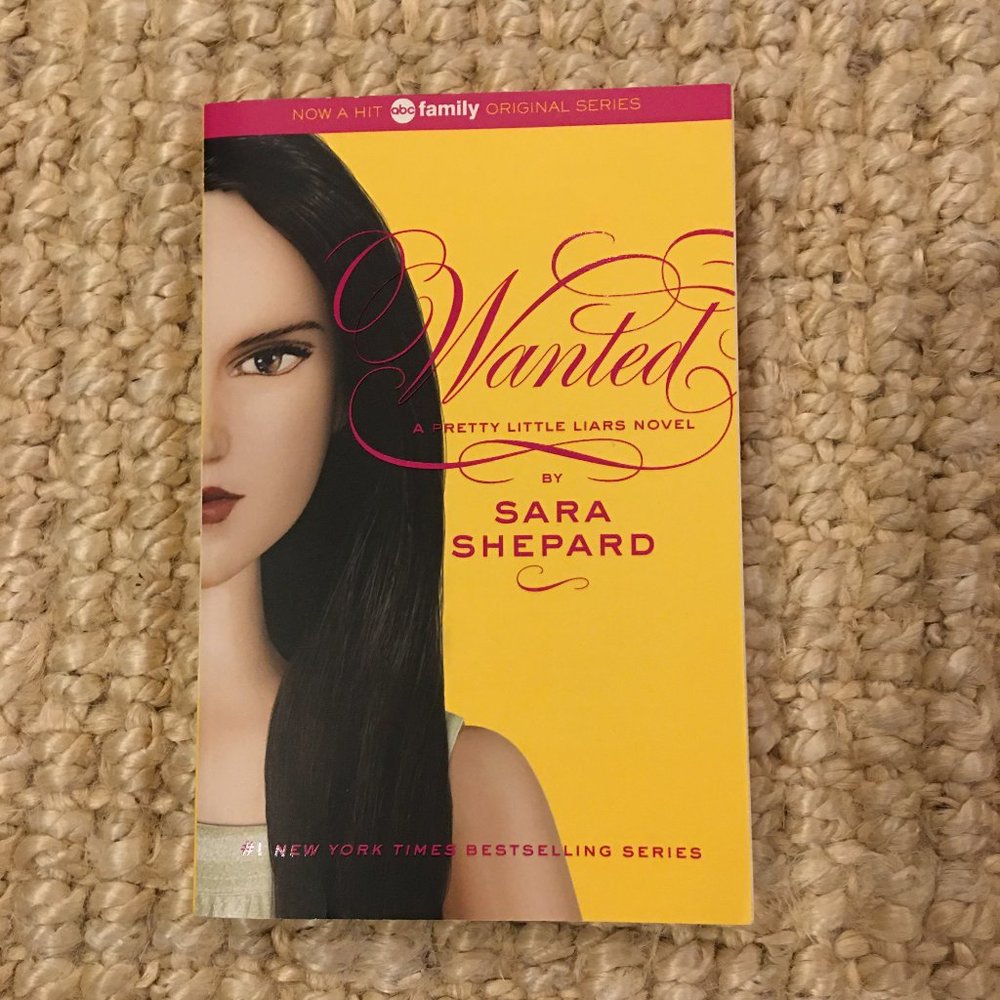 NOW A HIT abc family ORIGINAL SERIES
Wanted
A PRETTY LITTLE LIARS NOVEL
BY
SARA
SHEPARD
#1 NEW YORK TIMES BESTSELLING SERIES